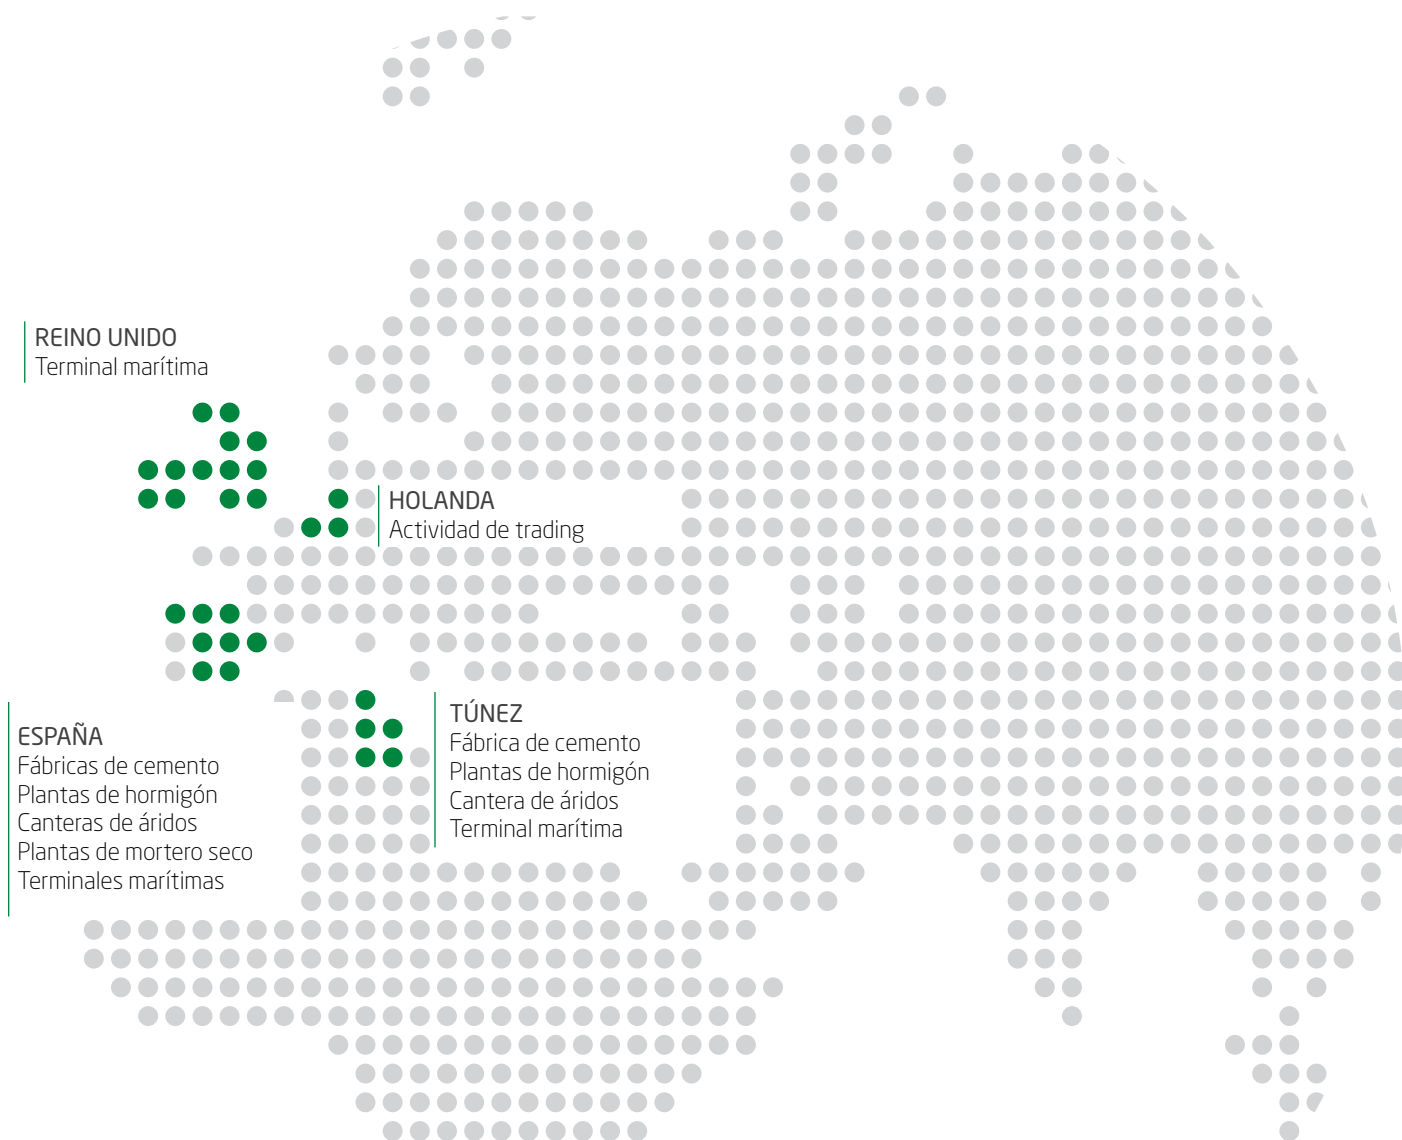 REINO UNIDO
Terminal marítima
HOLANDA
Actividad de trading
ESPAÑA
Fábricas de cemento
Plantas de hormigón
Canteras de áridos
Plantas de mortero seco
Terminales marítimas
TÚNEZ
Fábrica de cemento
Plantas de hormigón
Cantera de áridos
Terminal marítima